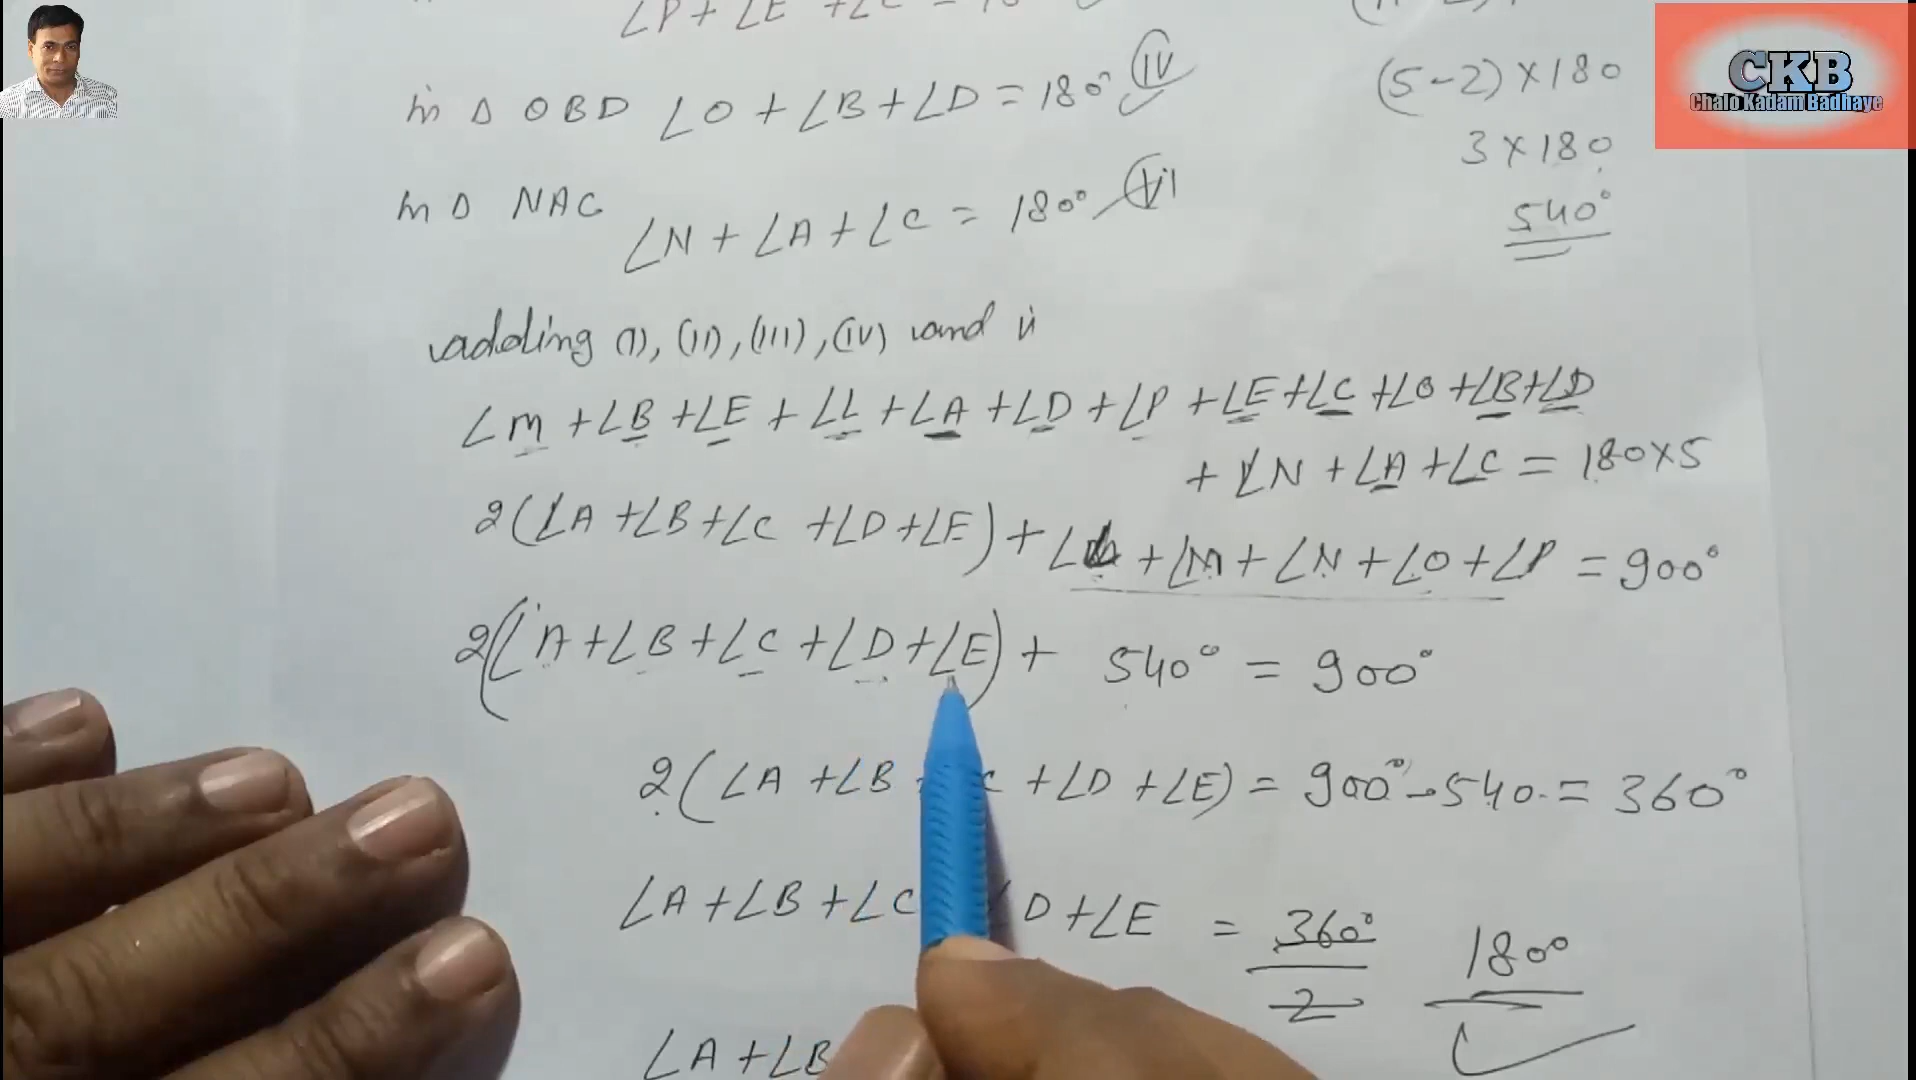 ∠P + ∠E + ∠C = 18
in Δ OBD ∠O + ∠B + ∠D = 180° (iv)
in Δ NAC
∠N + ∠A + ∠C = 180°
(5-2) × 180
3 × 180
540°
CKB
Chalo Kadam Badhaye
adding (i), (ii), (iii), (iv) and v
∠M + ∠B + ∠E + ∠L + ∠A + ∠D + ∠P + ∠E + ∠C + ∠O + ∠B + ∠D
+ ∠N + ∠A + ∠C = 180×5
2(∠A + ∠B + ∠C + ∠D + ∠E) + ∠L + ∠M + ∠N + ∠O + ∠P = 900°
2(∠A + ∠B + ∠C + ∠D + ∠E) + 540° = 900°
2(∠A + ∠B + C + ∠D + ∠E) = 900° - 540 = 360°
∠A + ∠B + ∠C D + ∠E = 360°/2 180°
∠A + ∠B